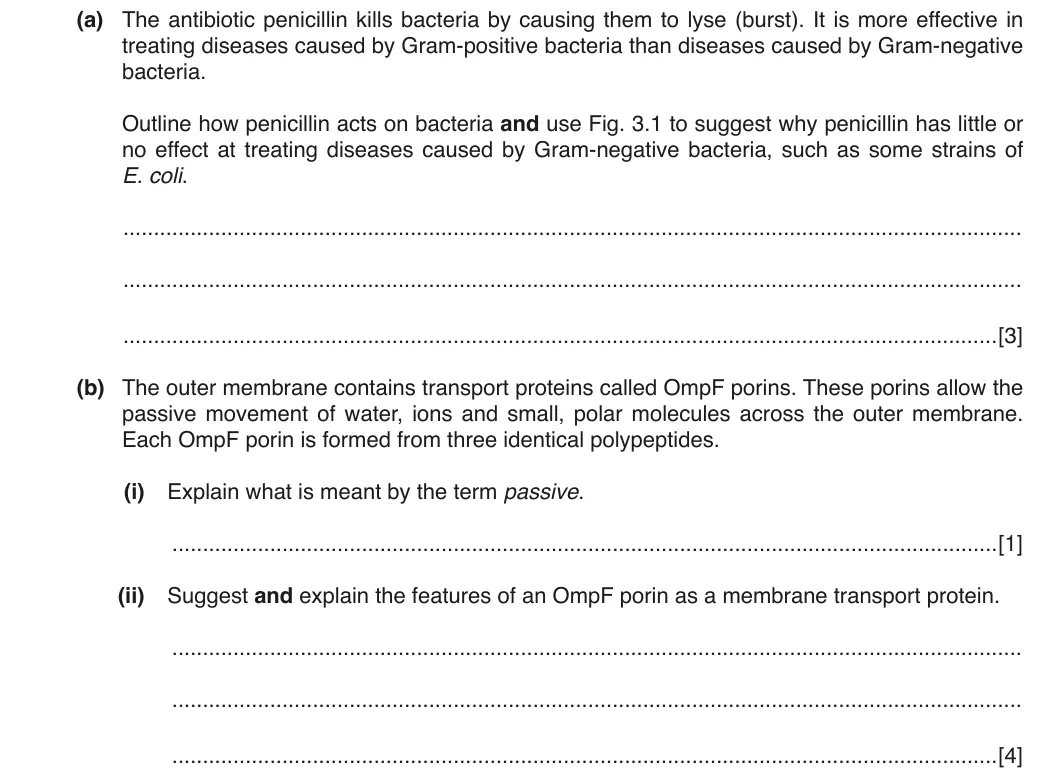 (a) The antibiotic penicillin kills bacteria by causing them to lyse (burst). It is more effective in
treating diseases caused by Gram-positive bacteria than diseases caused by Gram-negative
bacteria.
Outline how penicillin acts on bacteria and use Fig. 3.1 to suggest why penicillin has little or
no effect at treating diseases caused by Gram-negative bacteria, such as some strains of
E. coli.
..........................................................................................................................................
..........................................................................................................................................
......................................................................................................................................[3]
(b) The outer membrane contains transport proteins called OmpF porins. These porins allow the
passive movement of water, ions and small, polar molecules across the outer membrane.
Each OmpF porin is formed from three identical polypeptides.
(i) Explain what is meant by the term passive.
..............................................................................................................................[1]
(ii) Suggest and explain the features of an OmpF porin as a membrane transport protein.
..................................................................................................................................
..................................................................................................................................
..............................................................................................................................[4]